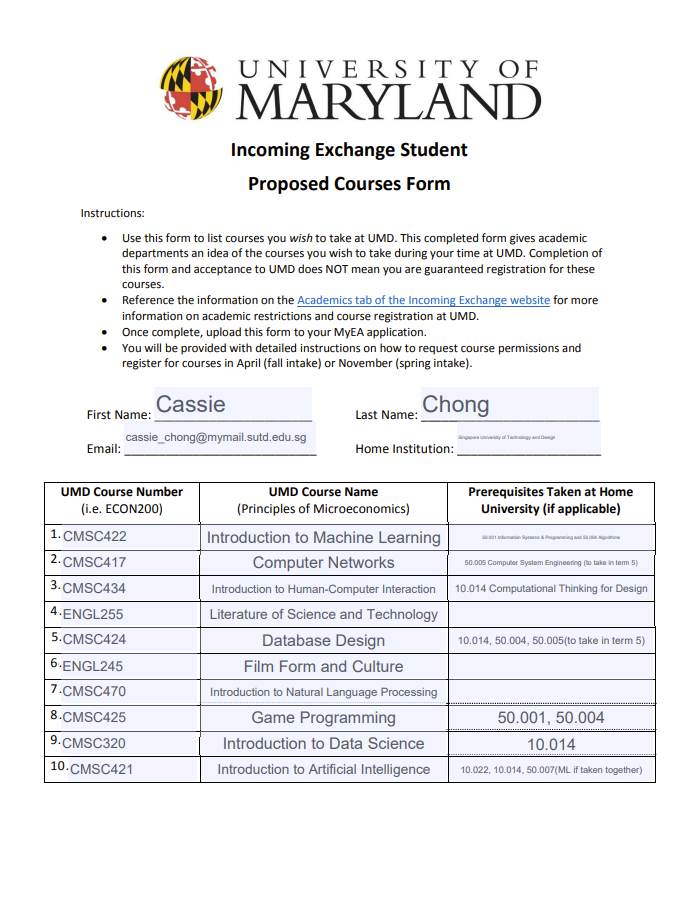 UNIVERSITY OF
MARYLAND
Incoming Exchange Student
Proposed Courses Form
Instructions:
• Use this form to list courses you wish to take at UMD. This completed form gives academic
departments an idea of the courses you wish to take during your time at UMD. Completion of
this form and acceptance to UMD does NOT mean you are guaranteed registration for these
courses.
• Reference the information on the Academics tab of the Incoming Exchange website for more
information on academic restrictions and course registration at UMD.
• Once complete, upload this form to your MyEA application.
• You will be provided with detailed instructions on how to request course permissions and
register for courses in April (fall intake) or November (spring intake).
First Name: Cassie Last Name: Chong
Email: cassie_chong@mymail.sutd.edu.sg Home Institution: Singapore University of Technology and Design
UMD Course Number UMD Course Name Prerequisites Taken at Home
(i.e. ECON200) (Principles of Microeconomics) University (if applicable)
1. CMSC422 Introduction to Machine Learning 50.001 Information Systems & Programming and 50.004 Algorithms
2. CMSC417 Computer Networks 50.005 Computer System Engineering (to take in term 5)
3. CMSC434 Introduction to Human-Computer Interaction 10.014 Computational Thinking for Design
4. ENGL255 Literature of Science and Technology
5. CMSC424 Database Design 10.014, 50.004, 50.005(to take in term 5)
6. ENGL245 Film Form and Culture
7. CMSC470 Introduction to Natural Language Processing
8. CMSC425 Game Programming 50.001, 50.004
9. CMSC320 Introduction to Data Science 10.014
10. CMSC421 Introduction to Artificial Intelligence 10.022, 10.014, 50.007(ML if taken together)